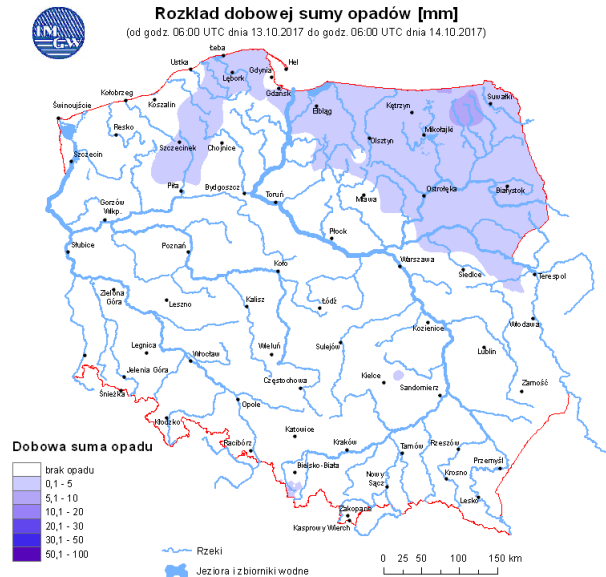 Rozkład dobowej sumy opadów [mm]
(od godz. 06:00 UTC dnia 13.10.2017 do godz. 06:00 UTC dnia 14.10.2017)
IM
GW
Łeba
Ustka
Hel
Lębork
Gdynia
Gdańsk
Kołobrzeg
Koszalin
Świnoujście
Suwałki
Kętrzyn
Elbląg
Resko
Mikołajki
Olsztyn
Szczecinek
Chojnice
Szczecin
Piła
Bydgoszcz
Toruń
Mława
Ostrołęka
Białystok
Gorzów
Wlkp.
Płock
Słubice
Poznań
Koło
Warszawa
Siedlce
Terespol
Zielona
Góra
Leszno
Kalisz
Łódź
Kozienice
Włodawa
Legnica
Wrocław
Wieluń
Sulejów
Lublin
Jelenia Góra
Śnieżka
Częstochowa
Kielce
Sandomierz
Zamość
Opole
Kłodzko
Racibórz
Katowice
Kraków
Tarnów
Rzeszów
Przemyśl
Bielsko-Biała
Nowy
Sącz
Krosno
Lesko
Zakopane
Kasprowy Wierch
Dobowa suma opadu
brak opadu
0,1 - 5
5,1 - 10
10,1 - 20
20,1 - 30
30,1 - 50
50,1 - 100
Rzeki
Jeziora i zbiorniki wodne
0 25 50 100 150 km